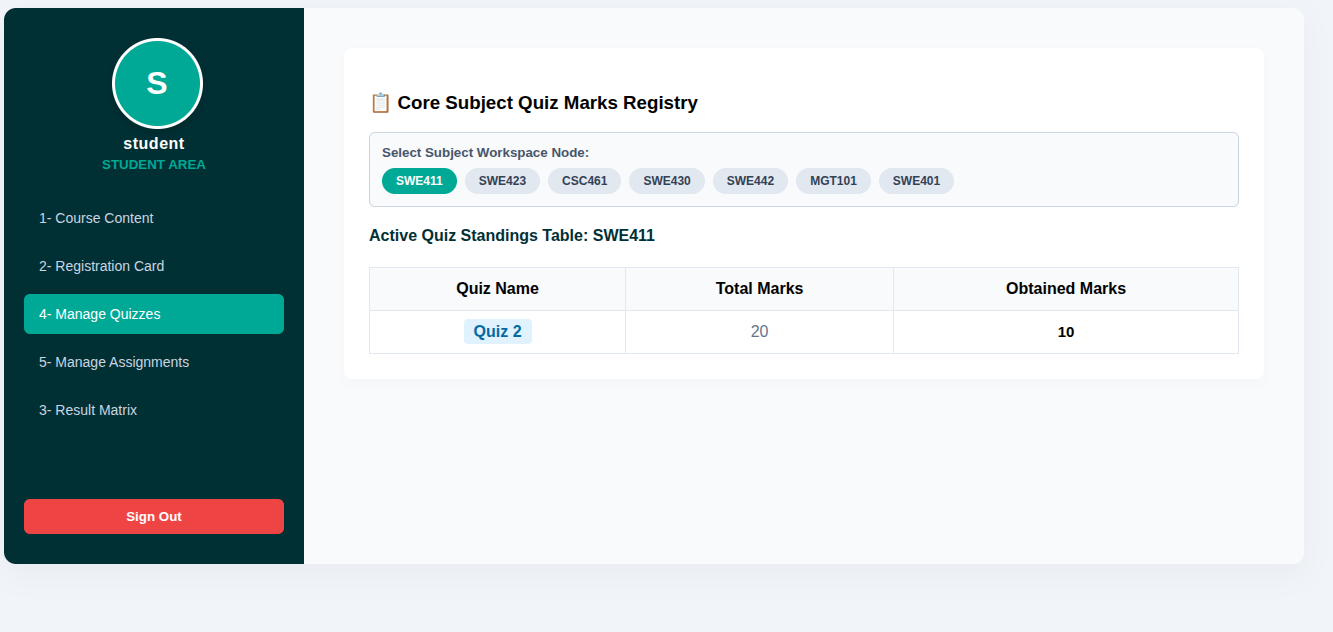 S
student
STUDENT AREA
1- Course Content
2- Registration Card
4- Manage Quizzes
5- Manage Assignments
3- Result Matrix
Sign Out
📋 Core Subject Quiz Marks Registry
Select Subject Workspace Node:
SWE411 SWE423 CSC461 SWE430 SWE442 MGT101 SWE401
Active Quiz Standings Table: SWE411
Quiz Name Total Marks Obtained Marks
Quiz 2 20 10